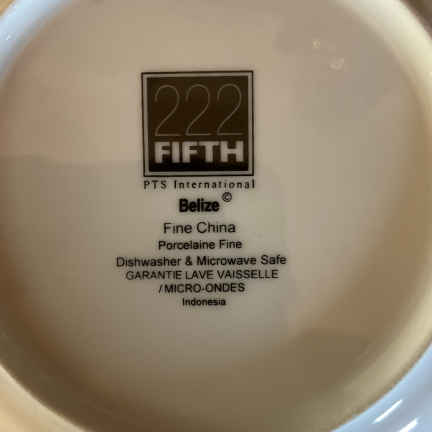 222
FIFTH
PTS International
Belize ©
Fine China
Porcelaine Fine
Dishwasher & Microwave Safe
GARANTIE LAVE VAISSELLE
/ MICRO-ONDES
Indonesia